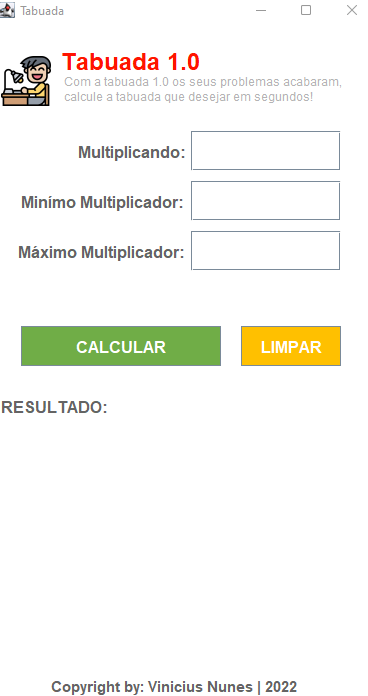 Tabuada
Tabuada 1.0
Com a tabuada 1.0 os seus problemas acabaram,
calcule a tabuada que desejar em segundos!
Multiplicando:
Minímo Multiplicador:
Máximo Multiplicador:
CALCULAR
LIMPAR
RESULTADO:
Copyright by: Vinicius Nunes | 2022